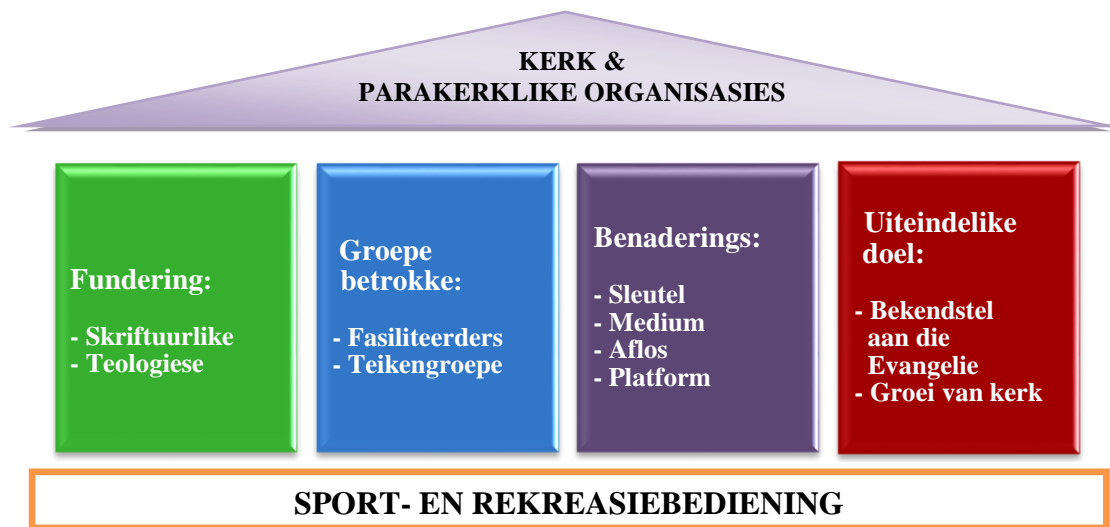 KERK &
PARAKERKLIKE ORGANISASIES
Fundering:
- Skriftuurlike
- Teologiese
Groepe
betrokke:
- Fasiliteerders
- Teikengroepe
Benaderings:
- Sleutel
- Medium
- Aflos
- Platform
Uiteindelike
doel:
- Bekendstel
aan die
Evangelie
- Groei van kerk
SPORT- EN REKREASIEBEDIENING